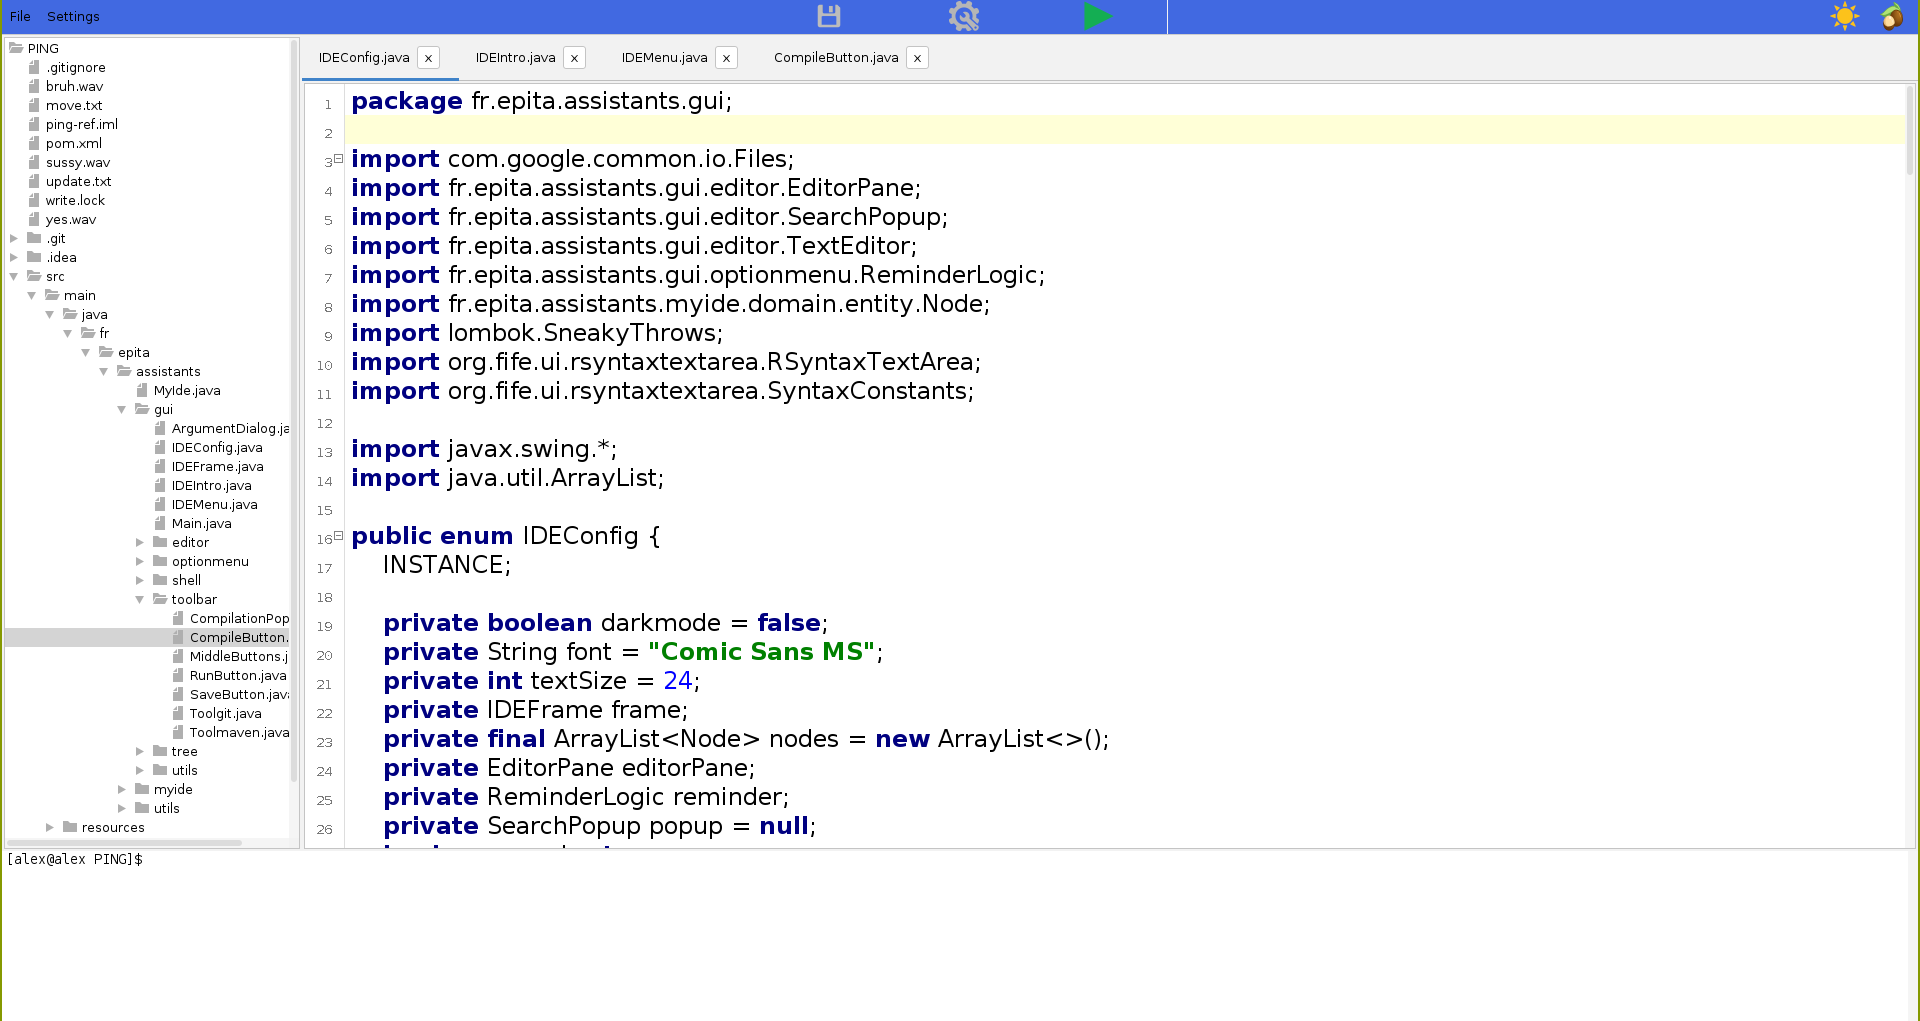 File Settings
PING
.gitignore
bruh.wav
move.txt
ping-ref.iml
pom.xml
sussy.wav
update.txt
write.lock
yes.wav
.git
.idea
src
main
java
fr
epita
assistants
MyIde.java
gui
ArgumentDialog.ja
IDEConfig.java
IDEFrame.java
IDEIntro.java
IDEMenu.java
Main.java
editor
optionmenu
shell
toolbar
CompilationPop
CompileButton.
MiddleButtons.j
RunButton.java
SaveButton.java
Toolgit.java
Toolmaven.java
tree
utils
myide
utils
resources
IDEConfig.java x IDEIntro.java x IDEMenu.java x CompileButton.java x
1 package fr.epita.assistants.gui;
2
3 import com.google.common.io.Files;
4 import fr.epita.assistants.gui.editor.EditorPane;
5 import fr.epita.assistants.gui.editor.SearchPopup;
6 import fr.epita.assistants.gui.editor.TextEditor;
7 import fr.epita.assistants.gui.optionmenu.ReminderLogic;
8 import fr.epita.assistants.myide.domain.entity.Node;
9 import lombok.SneakyThrows;
10 import org.fife.ui.rsyntaxtextarea.RSyntaxTextArea;
11 import org.fife.ui.rsyntaxtextarea.SyntaxConstants;
12
13 import javax.swing.*;
14 import java.util.ArrayList;
15
16 public enum IDEConfig {
17 INSTANCE;
18
19 private boolean darkmode = false;
20 private String font = "Comic Sans MS";
21 private int textSize = 24;
22 private IDEFrame frame;
23 private final ArrayList<Node> nodes = new ArrayList<>();
24 private EditorPane editorPane;
25 private ReminderLogic reminder;
26 private SearchPopup popup = null;
[alex@alex PING]$